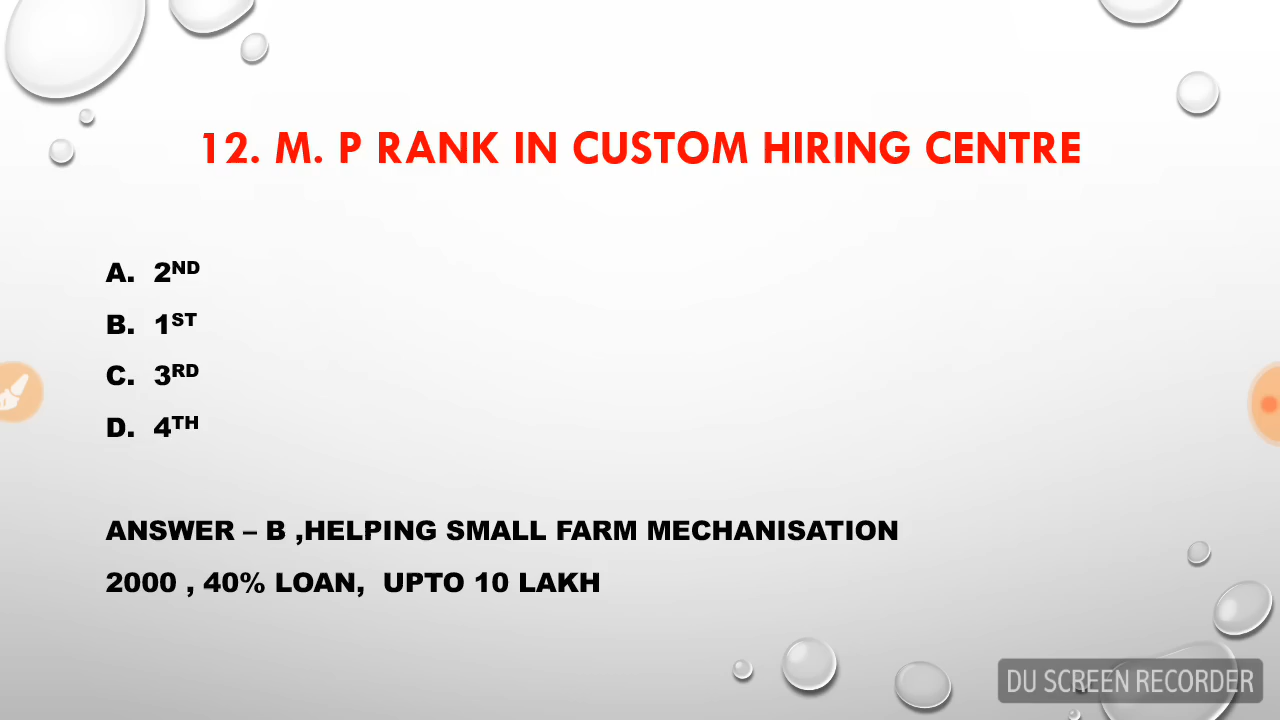 12. M. P RANK IN CUSTOM HIRING CENTRE
A. 2ND
B. 1ST
C. 3RD
D. 4TH
ANSWER – B ,HELPING SMALL FARM MECHANISATION
2000 , 40% LOAN, UPTO 10 LAKH
DU SCREEN RECORDER